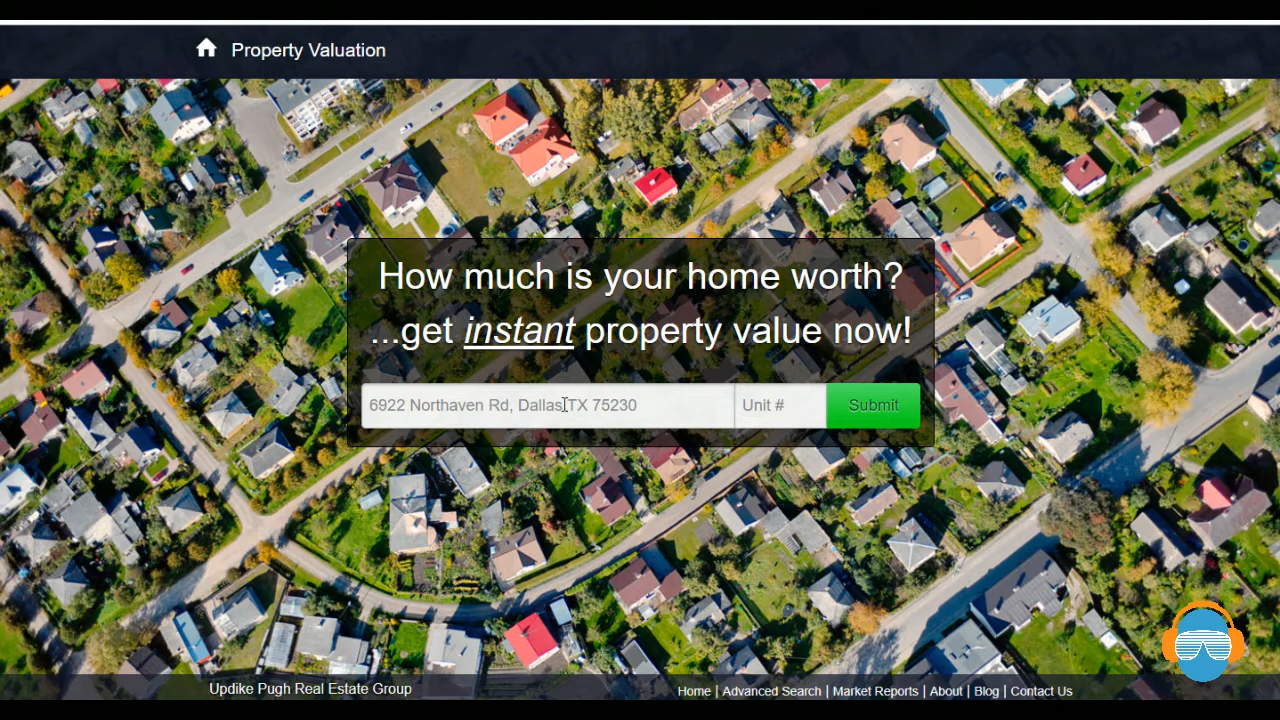 Property Valuation
How much is your home worth?
...get instant property value now!
6922 Northaven Rd, Dallas TX 75230
Unit #
Submit
Updike Pugh Real Estate Group
Home | Advanced Search | Market Reports | About | Blog | Contact Us